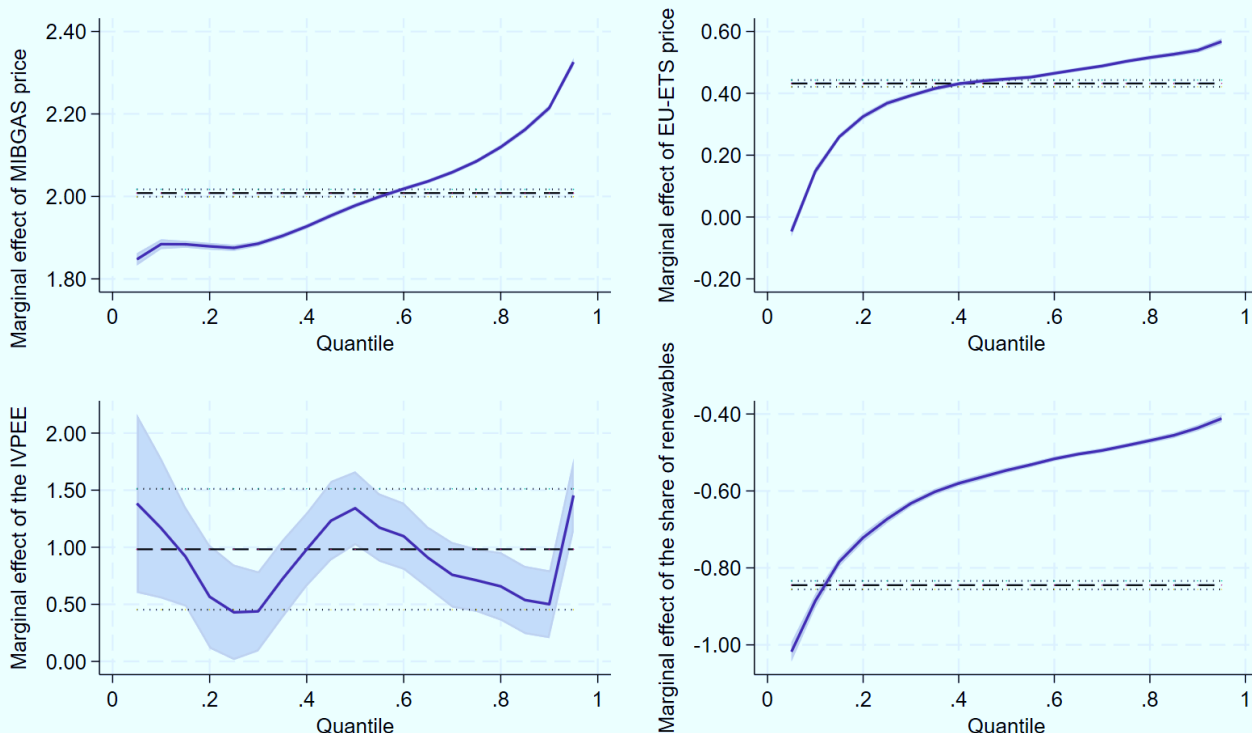 Marginal effect of MIBGAS price
2.40
2.20
2.00
1.80
0 .2 .4 .6 .8 1
Quantile
Marginal effect of EU-ETS price
0.60
0.40
0.20
0.00
-0.20
0 .2 .4 .6 .8 1
Quantile
Marginal effect of the IVPEE
2.00
1.50
1.00
0.50
0.00
0 .2 .4 .6 .8 1
Quantile
Marginal effect of the share of renewables
-0.40
-0.60
-0.80
-1.00
0 .2 .4 .6 .8 1
Quantile